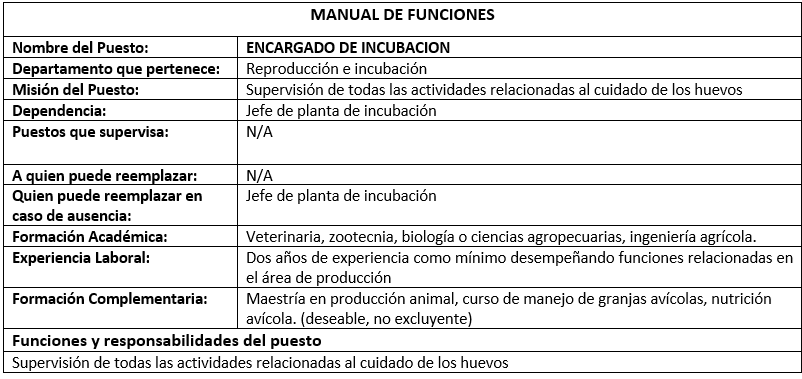 MANUAL DE FUNCIONES
Nombre del Puesto: ENCARGADO DE INCUBACION
Departamento que pertenece: Reproducción e incubación
Misión del Puesto: Supervisión de todas las actividades relacionadas al cuidado de los huevos
Dependencia: Jefe de planta de incubación
Puestos que supervisa: N/A
A quien puede reemplazar: N/A
Quien puede reemplazar en caso de ausencia: Jefe de planta de incubación
Formación Académica: Veterinaria, zootecnia, biología o ciencias agropecuarias, ingeniería agrícola.
Experiencia Laboral: Dos años de experiencia como mínimo desempeñando funciones relacionadas en
el área de producción
Formación Complementaria: Maestría en producción animal, curso de manejo de granjas avícolas, nutrición
avícola. (deseable, no excluyente)
Funciones y responsabilidades del puesto
Supervisión de todas las actividades relacionadas al cuidado de los huevos